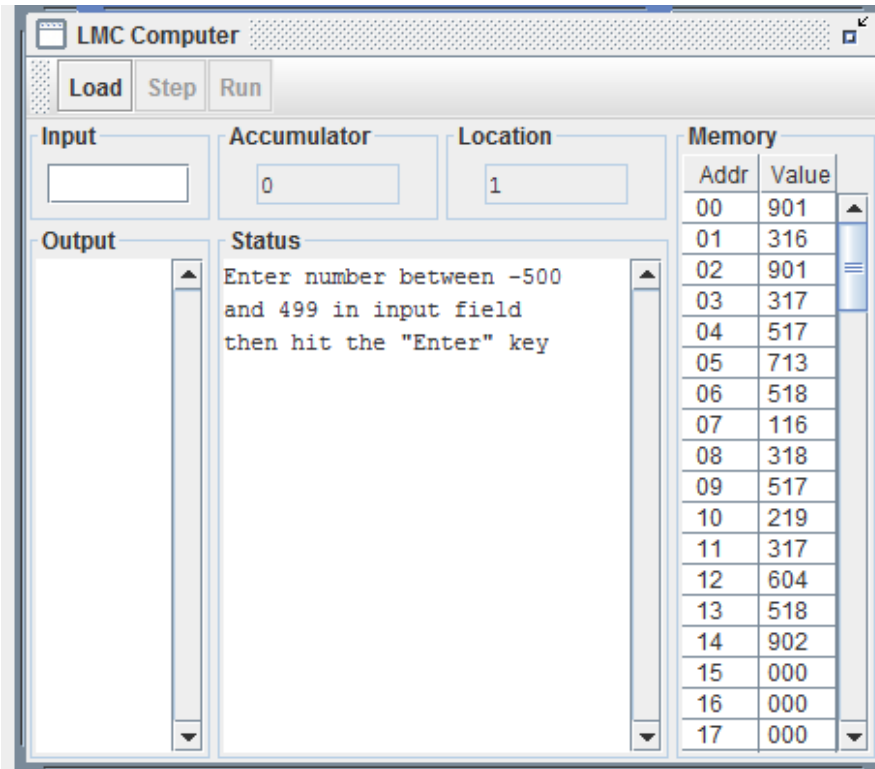 LMC Computer
Load Step Run
Input
Accumulator
0
Location
1
Output
Status
Enter number between -500
and 499 in input field
then hit the "Enter" key
Memory
Addr Value
00 901
01 316
02 901
03 317
04 517
05 713
06 518
07 116
08 318
09 517
10 219
11 317
12 604
13 518
14 902
15 000
16 000
17 000